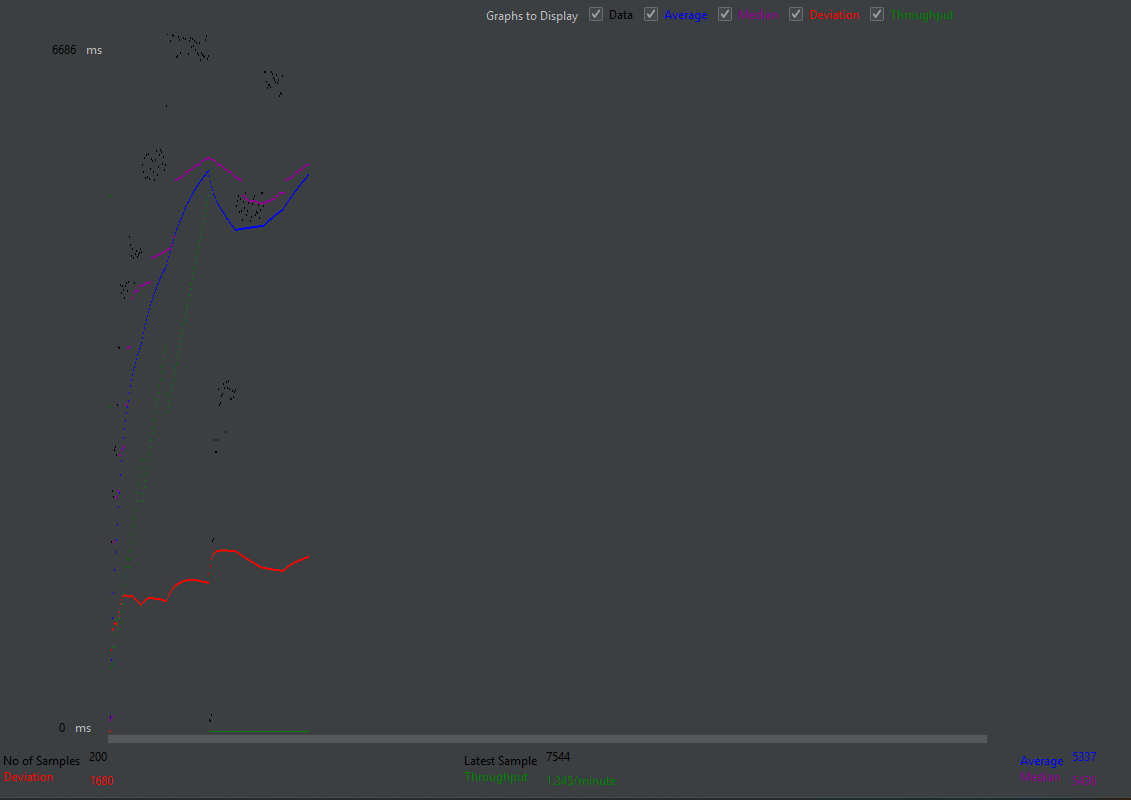 Graphs to Display Data Average Median Deviation Throughput
6686 ms
0 ms
No of Samples 200 Latest Sample 7544 Average 5337
Deviation 1680 Throughput Median